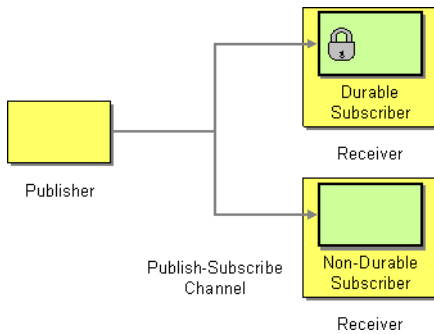 Durable
Subscriber
Receiver
Publisher
Publish-Subscribe
Channel
Non-Durable
Subscriber
Receiver